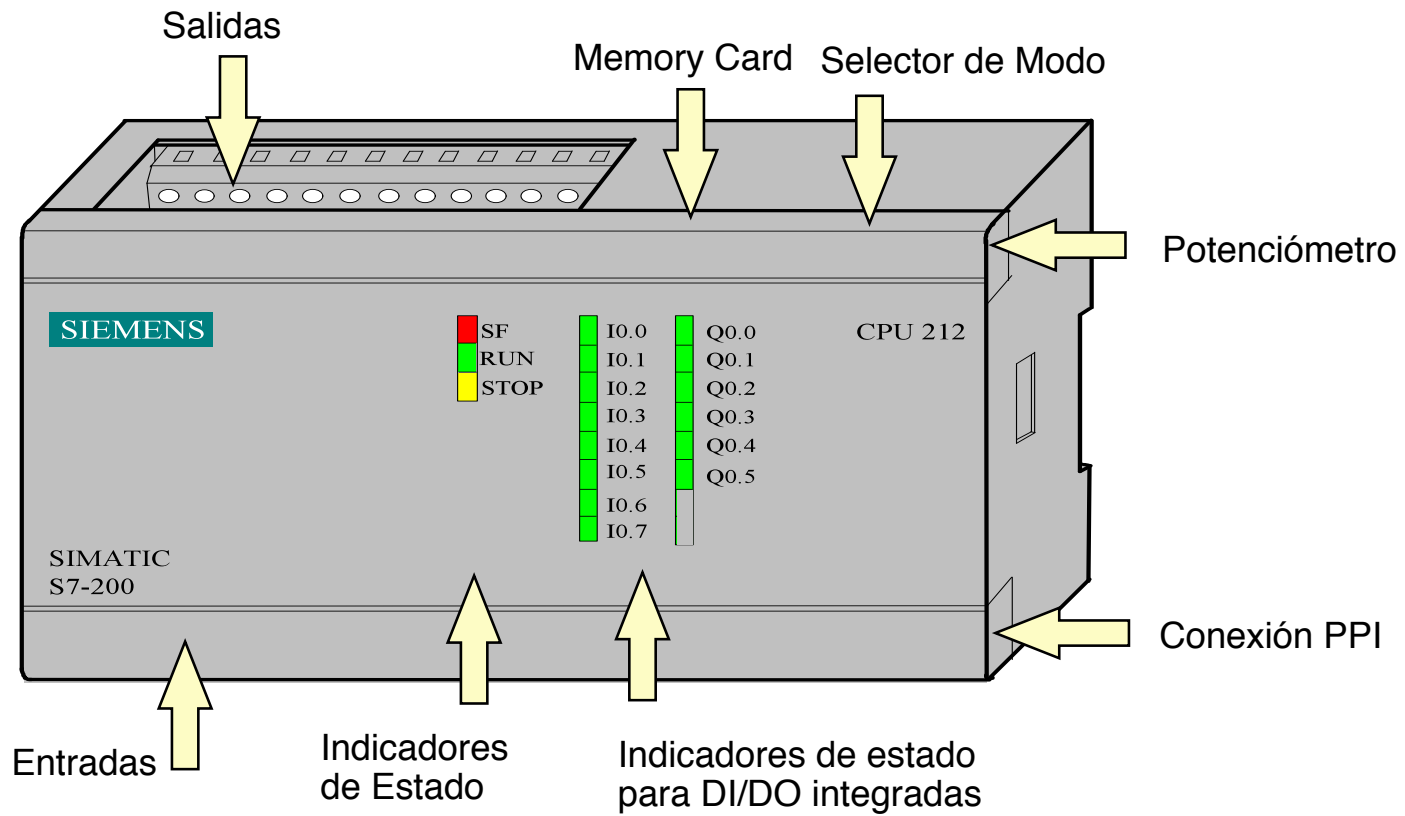 Salidas
Memory Card
Selector de Modo
Potenciómetro
SIEMENS
SF
RUN
STOP
I0.0
I0.1
I0.2
I0.3
I0.4
I0.5
I0.6
I0.7
Q0.0
Q0.1
Q0.2
Q0.3
Q0.4
Q0.5
CPU 212
SIMATIC
S7-200
Conexión PPI
Entradas
Indicadores
de Estado
Indicadores de estado
para DI/DO integradas